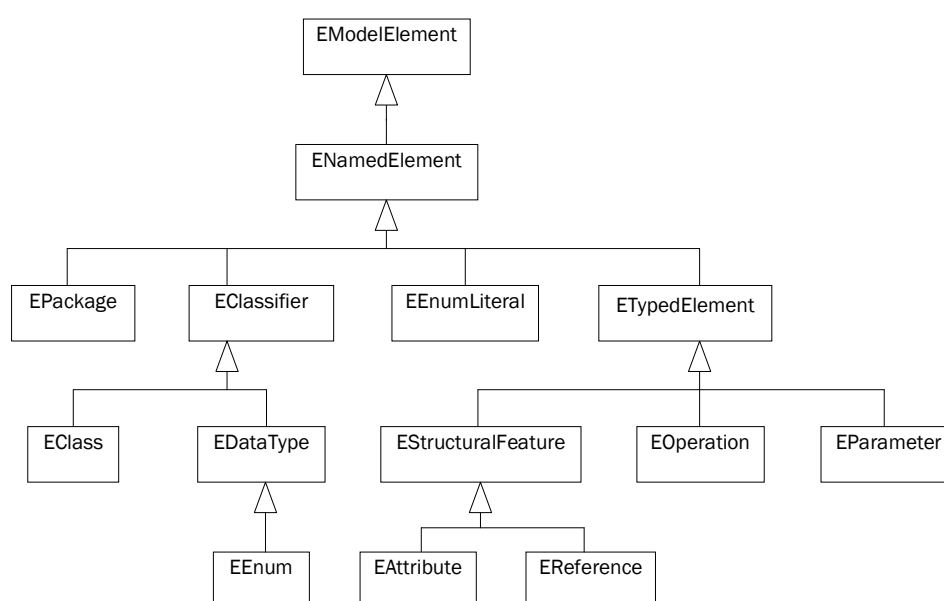 EModelElement
ENamedElement
EPackage
EClassifier
EEnumLiteral
ETypedElement
EClass
EDataType
EStructuralFeature
EOperation
EParameter
EEnum
EAttribute
EReference